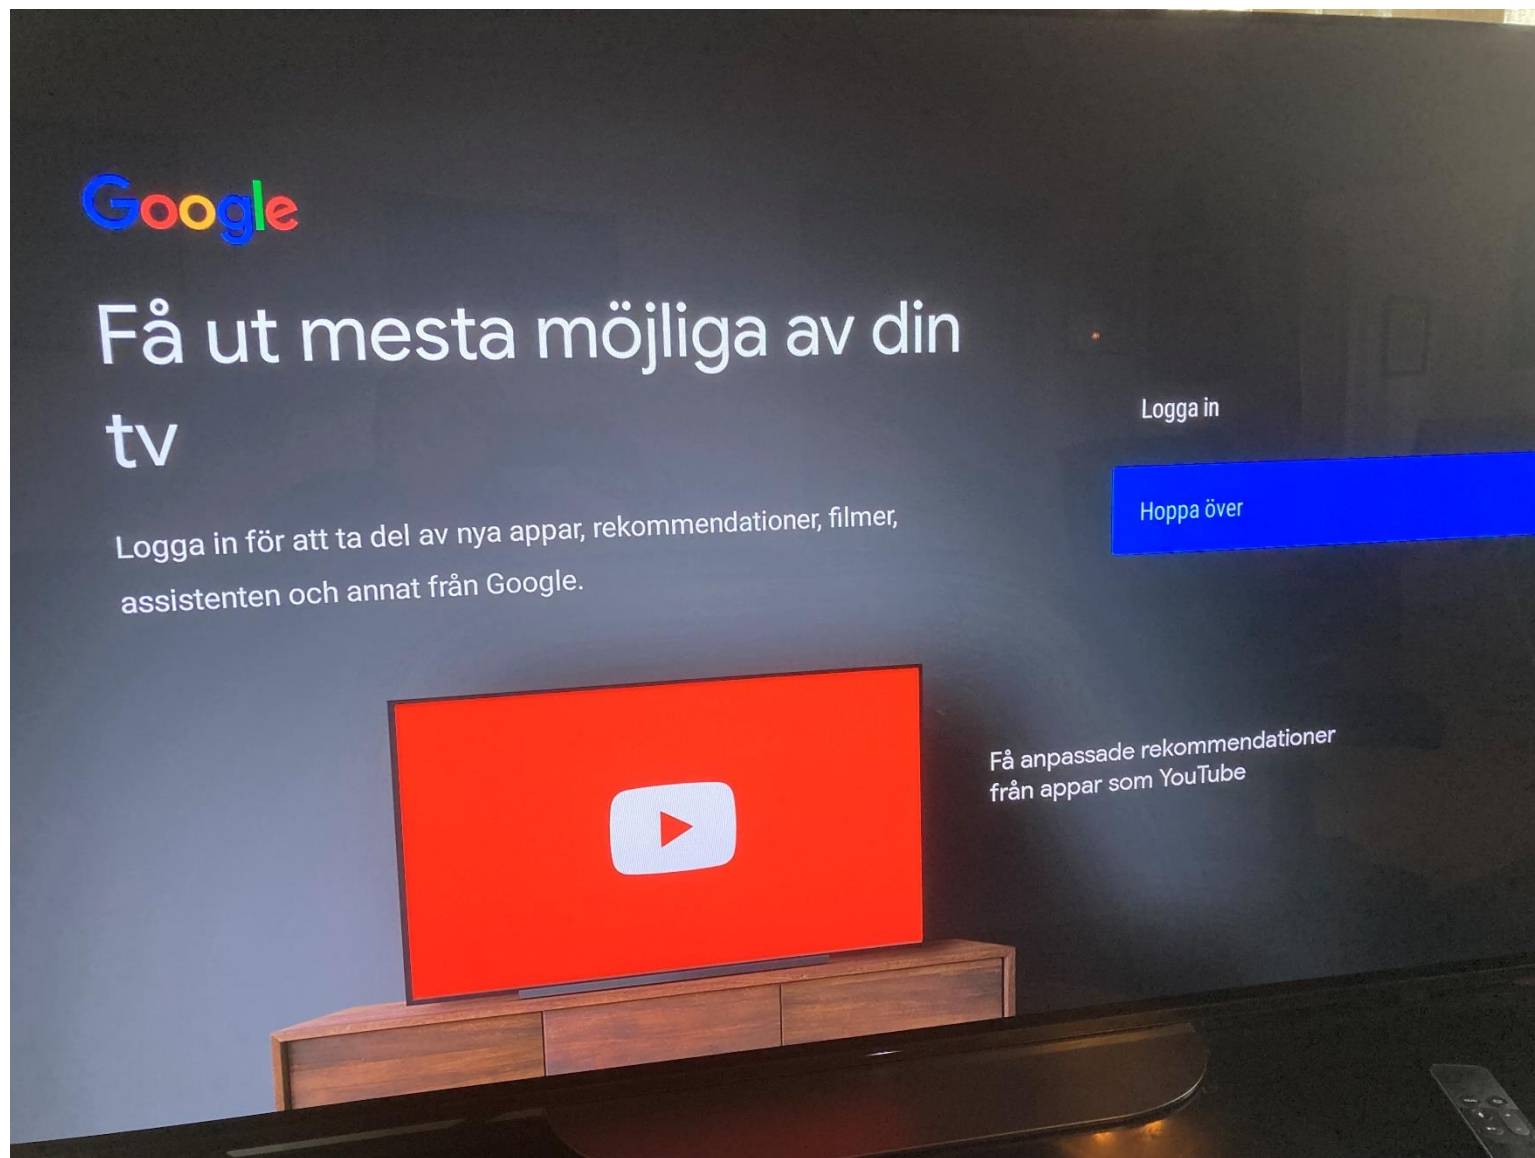 Google
Få ut mesta möjliga av din
tv
Logga in för att ta del av nya appar, rekommendationer, filmer,
assistenten och annat från Google.
Logga in
Hoppa över
Få anpassade rekommendationer
från appar som YouTube